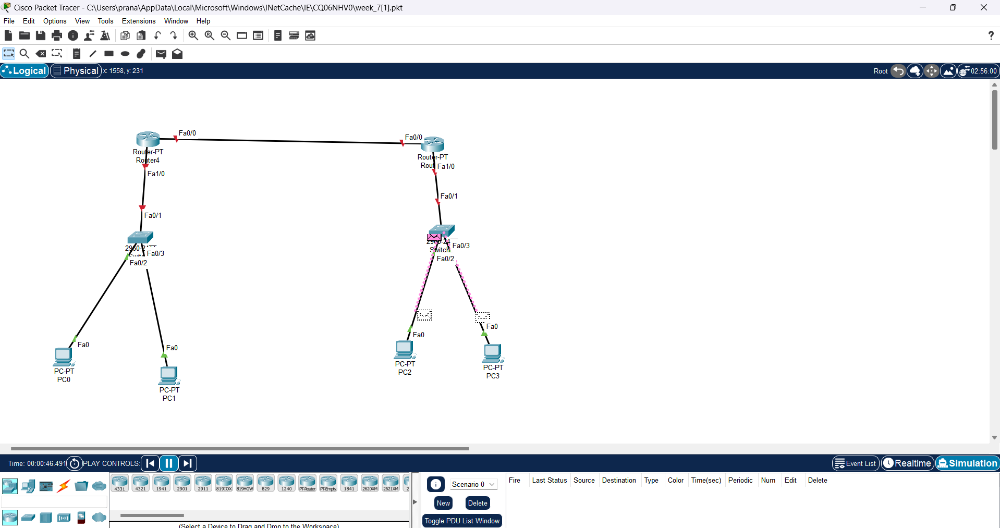 Cisco Packet Tracer - C:\Users\prana\AppData\Local\Microsoft\Windows\INetCache\IE\CQ06NHV0\week_7[1].pkt
File Edit Options View Tools Extensions Window Help
Logical Physical x: 1558, y: 231 Root 02:56:00
Fa0/0
Router-PT
Router4
Fa1/0
Fa0/1
Fa0/3
Fa0/2
Fa0
PC-PT
PC0
Fa0
PC-PT
PC1
Fa0/0
Router-PT
Rout
Fa1/0
Fa0/1
Fa0/3
Switch
Fa0/2
Fa0
PC-PT
PC2
Fa0
PC-PT
PC3
Time: 00:00:46.491 PLAY CONTROLS: Event List Realtime Simulation
4331 4321 1941 2901 2911 819IOX 819HGW 829 1240 PT-Router PT-Empty 1841 2620XM 2621XM 2
(Select a Device to Drag and Drop to the Workspace)
Scenario 0
New Delete
Toggle PDU List Window
Fire Last Status Source Destination Type Color Time(sec) Periodic Num Edit Delete